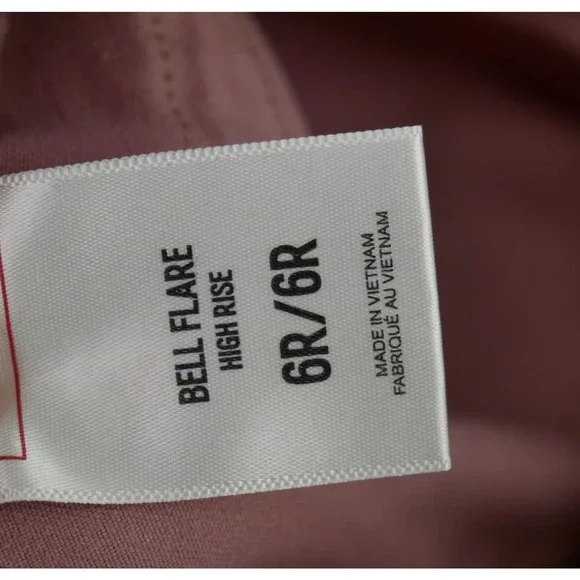 BELL FLARE
HIGH RISE
6R/6R
MADE IN VIETNAM
FABRIQUÉ AU VIETNAM